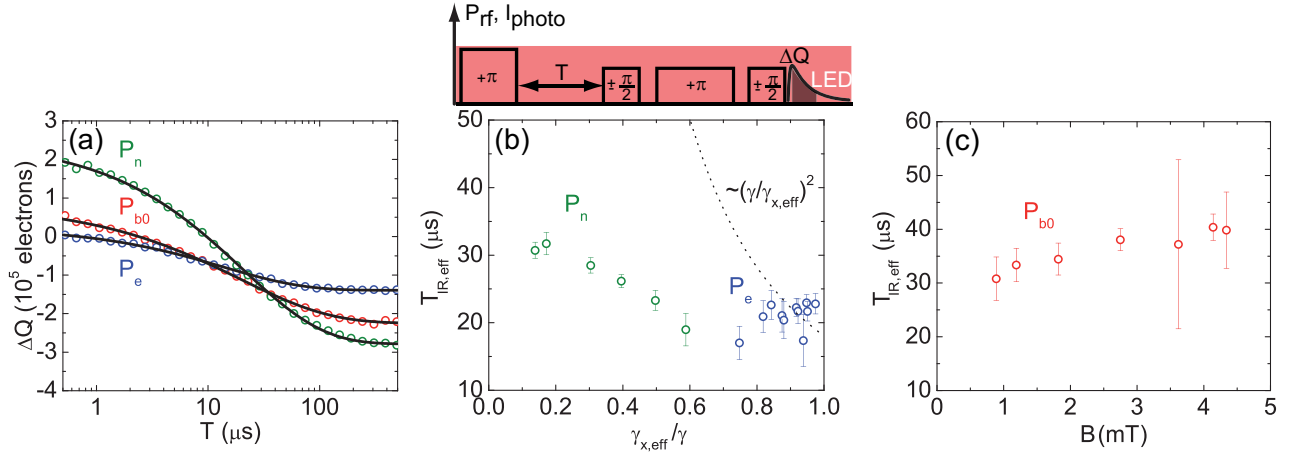 P_rf, I_photo
+π
T
± π/2
+π
± π/2
ΔQ
LED
(a)
P_n
P_b0
P_e
ΔQ (10^5 electrons)
2
1
0
-1
-2
-3
-4
1
10
100
T (μs)
(b)
P_n
P_e
~(γ/γ_x,eff)^2
T_IR,eff (μs)
50
40
30
20
10
0.0
0.2
0.4
0.6
0.8
1.0
γ_x,eff/γ
(c)
P_b0
T_IR,eff (μs)
60
50
40
30
20
10
0
1
2
3
4
5
B(mT)